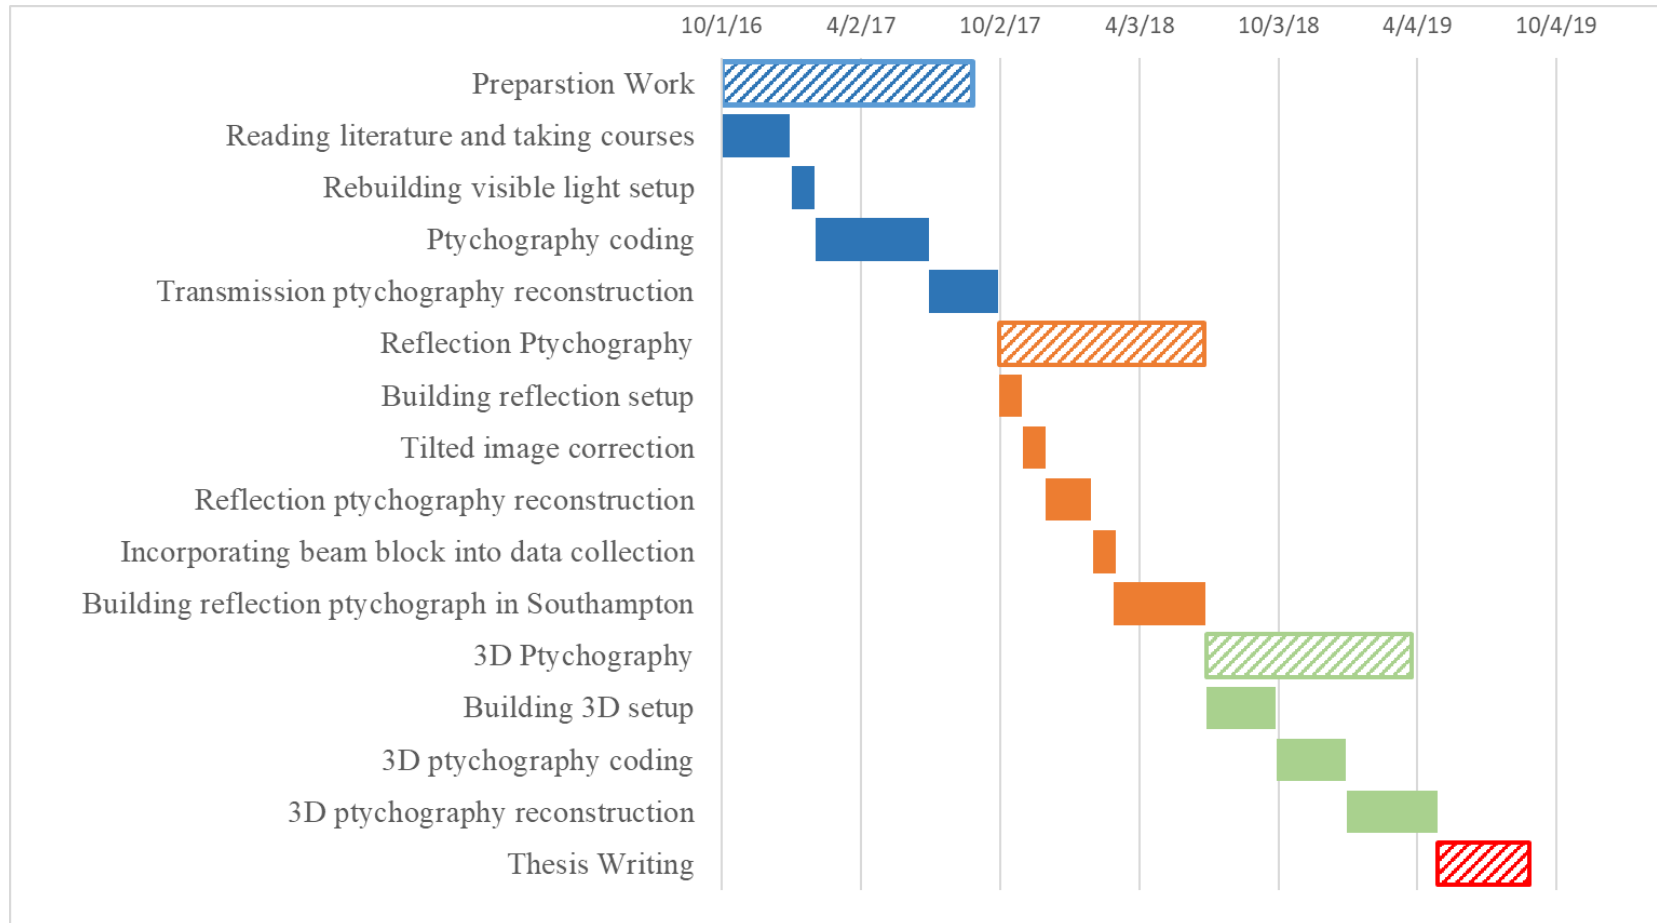 10/1/16 4/2/17 10/2/17 4/3/18 10/3/18 4/4/19 10/4/19
Preparstion Work
Reading literature and taking courses
Rebuilding visible light setup
Ptychography coding
Transmission ptychography reconstruction
Reflection Ptychography
Building reflection setup
Tilted image correction
Reflection ptychography reconstruction
Incorporating beam block into data collection
Building reflection ptychograph in Southampton
3D Ptychography
Building 3D setup
3D ptychography coding
3D ptychography reconstruction
Thesis Writing